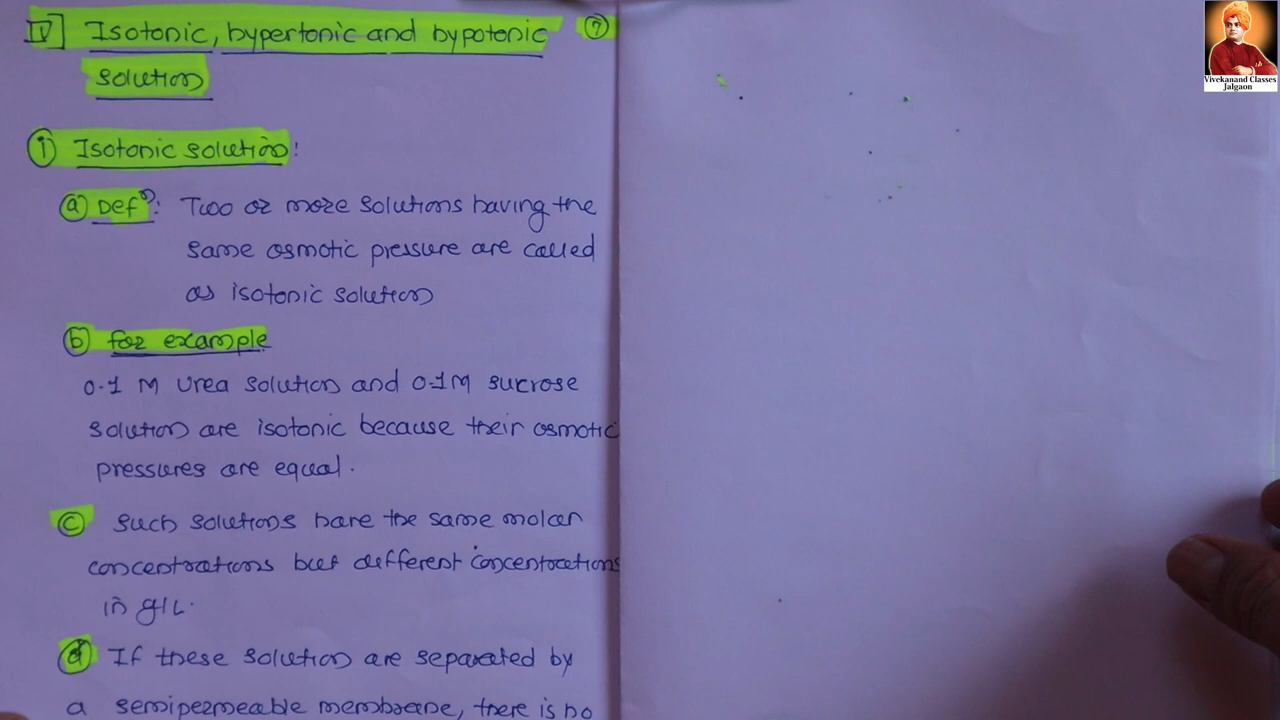 IV] Isotonic, hypertonic and hypotonic 7
solution
i Isotonic solution:
a Defⁿ: Two or more solutions having the
same osmotic pressure are called
as isotonic solution
b for example
0.1 M Urea solution and 0.1M sucrose
solution are isotonic because their osmotic
pressures are equal.
c such solutions have the same molar
concentrations but different concentrations
in g/L.
d If these solution are separated by
a semipermeable membrane, there is no
Vivekanand Classes
Jalgaon